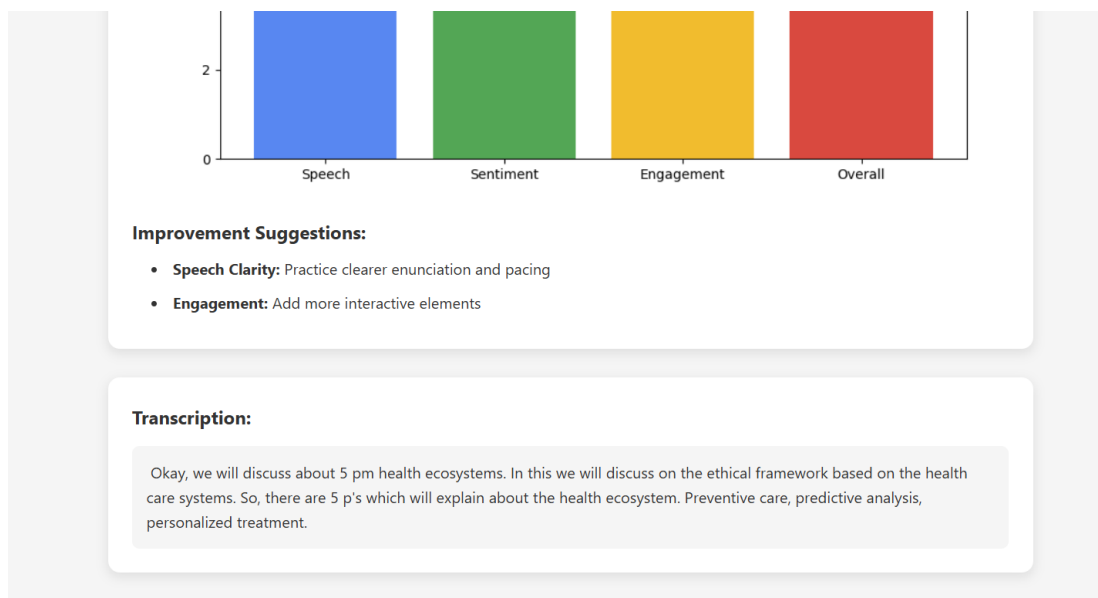 2
0
Speech Sentiment Engagement Overall
Improvement Suggestions:
• Speech Clarity: Practice clearer enunciation and pacing
• Engagement: Add more interactive elements
Transcription:
Okay, we will discuss about 5 pm health ecosystems. In this we will discuss on the ethical framework based on the health
care systems. So, there are 5 p's which will explain about the health ecosystem. Preventive care, predictive analysis,
personalized treatment.